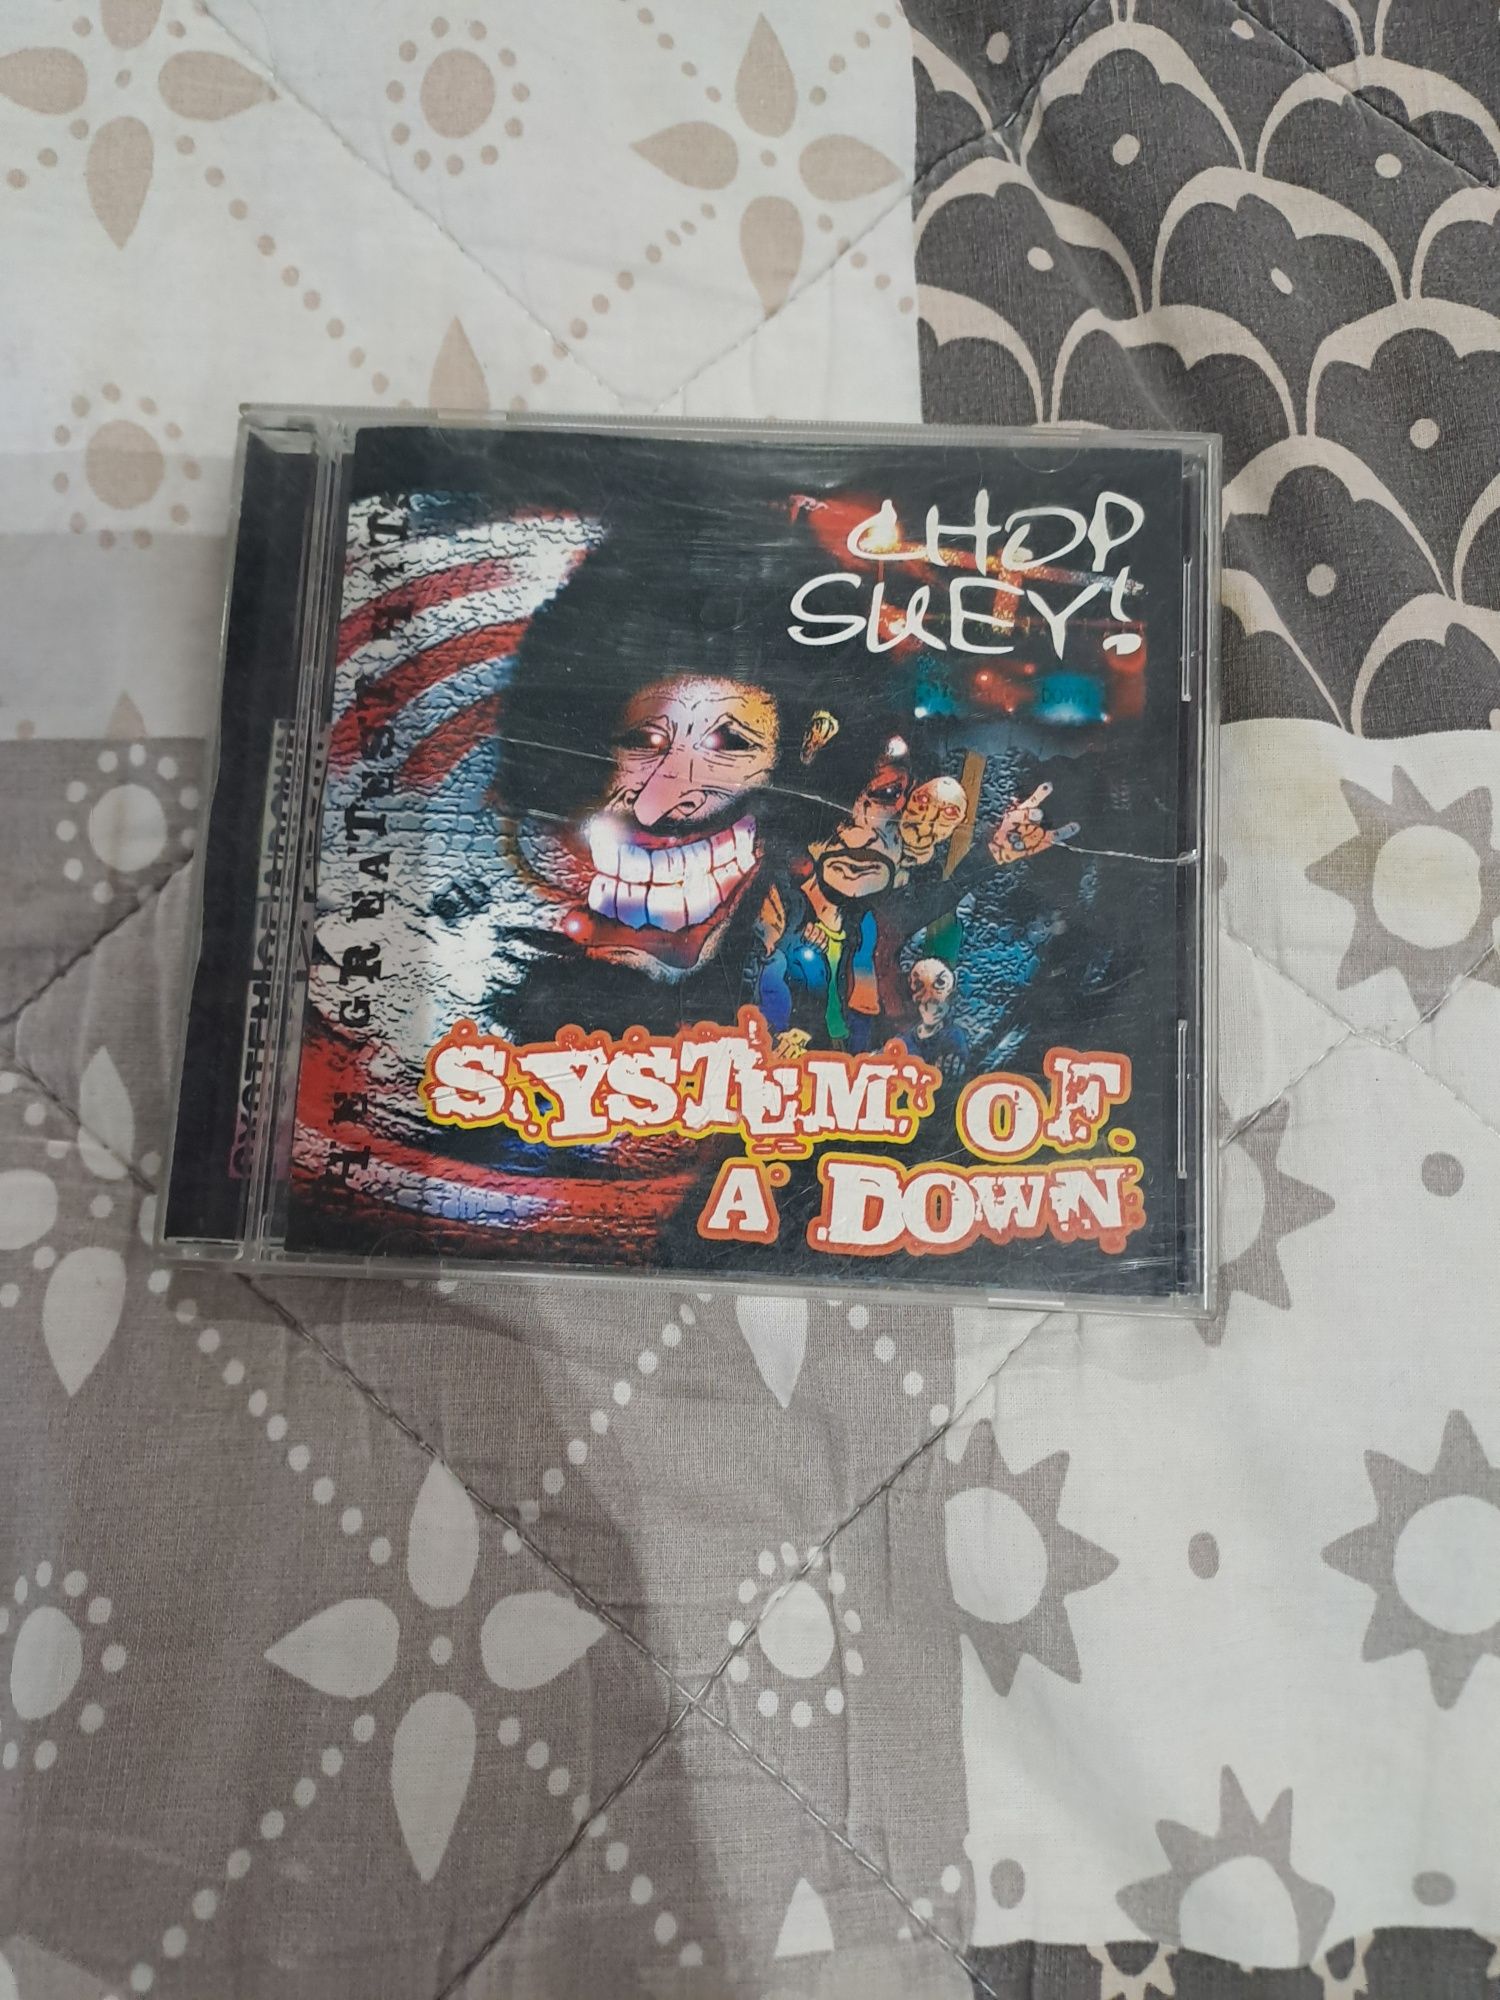 CHOP
SUEY!
THE GREATEST HIT
SYSTEM OF
A DOWN